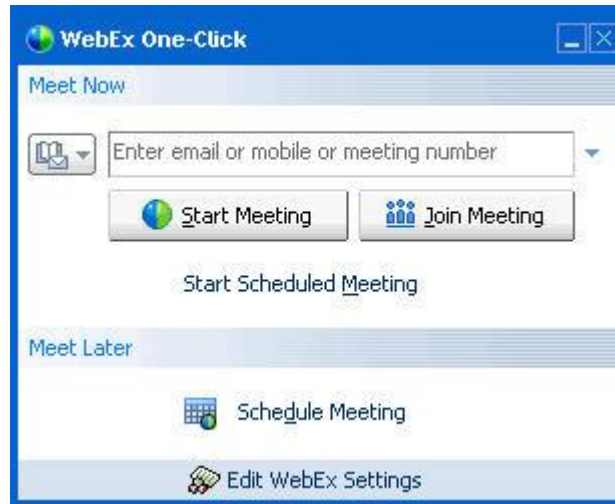 WebEx One-Click
Meet Now
Enter email or mobile or meeting number
Start Meeting Join Meeting
Start Scheduled Meeting
Meet Later
Schedule Meeting
Edit WebEx Settings